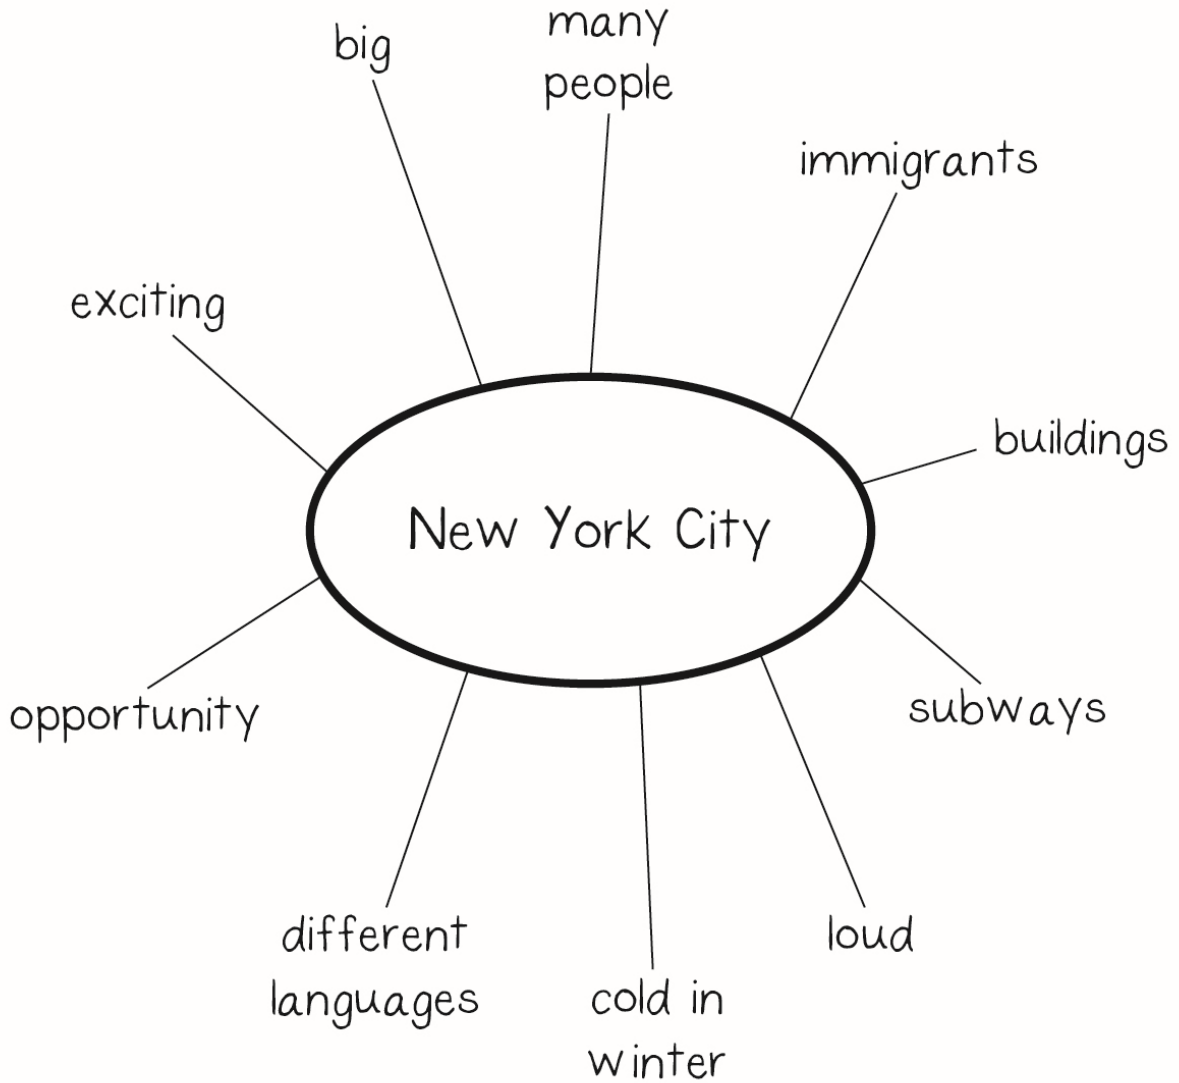 big
many
people
immigrants
exciting
buildings
New York City
opportunity
subways
different
languages
loud
cold in
winter